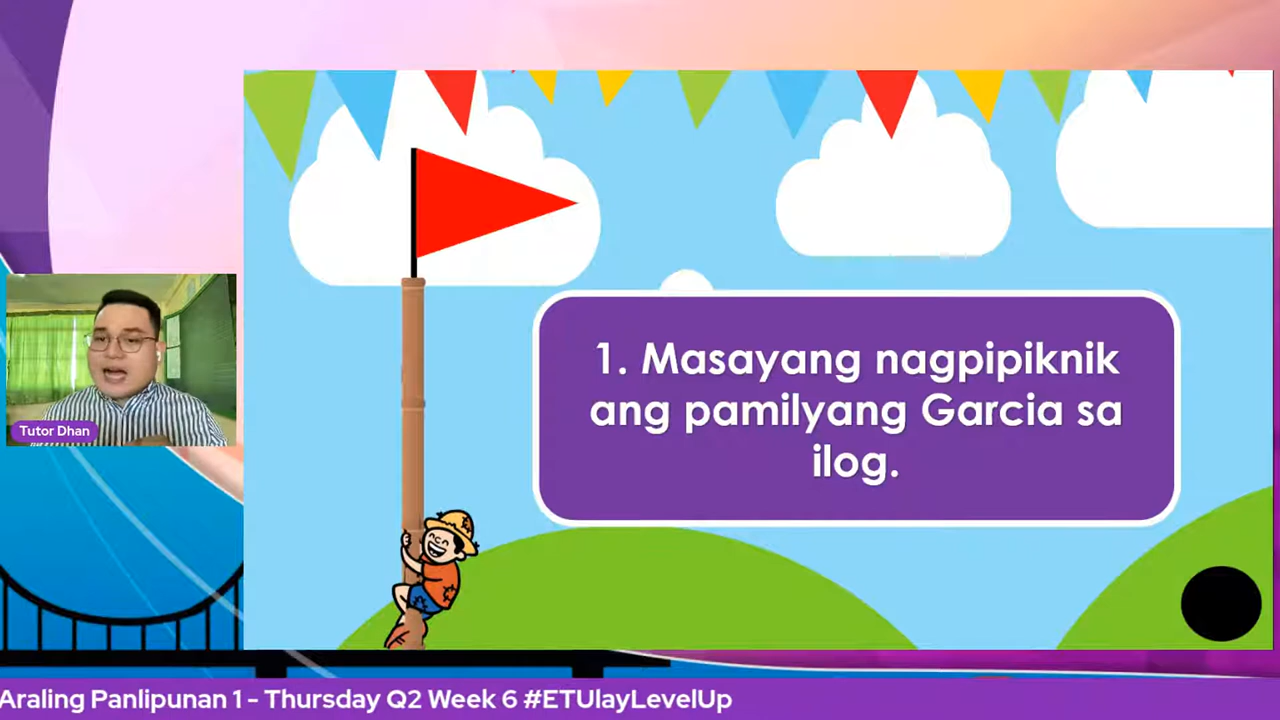 1. Masayang nagpipiknik
ang pamilyang Garcia sa
ilog.
Tutor Dhan
Araling Panlipunan 1 - Thursday Q2 Week 6 #ETUlayLevelUp